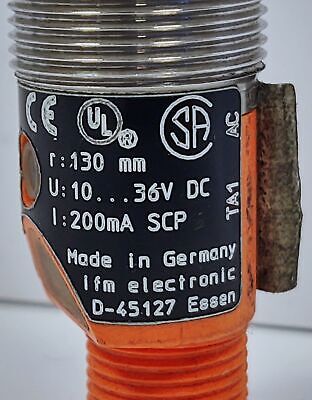 CE UL ® SA
r:130 mm
U:10...36V DC
I:200mA SCP
Made in Germany
ifm electronic
D-45127 Essen
TA1 AC